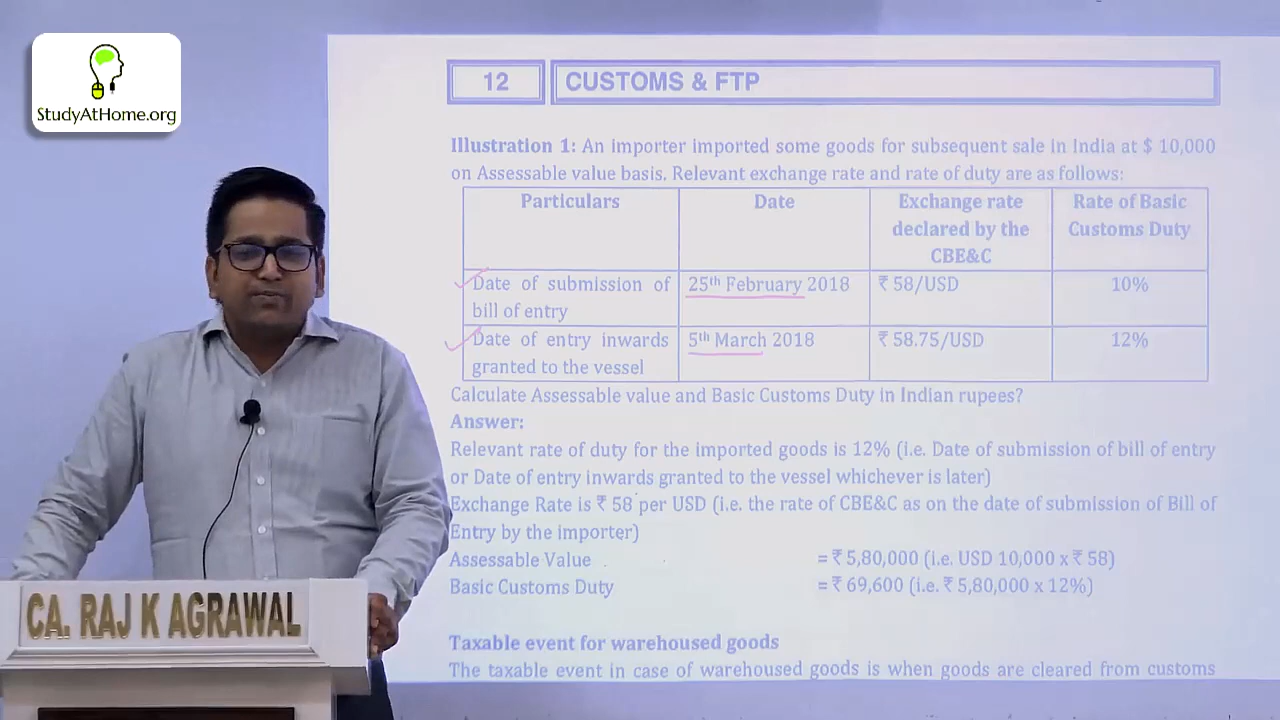 StudyAtHome.org
12 CUSTOMS & FTP
Illustration 1: An importer imported some goods for subsequent sale in India at $ 10,000
on Assessable value basis. Relevant exchange rate and rate of duty are as follows:
Particulars Date Exchange rate Rate of Basic
declared by the Customs Duty
CBE&C
Date of submission of 25th February 2018 ₹ 58/USD 10%
bill of entry
Date of entry inwards 5th March 2018 ₹ 58.75/USD 12%
granted to the vessel
Calculate Assessable value and Basic Customs Duty in Indian rupees?
Answer:
Relevant rate of duty for the imported goods is 12% (i.e. Date of submission of bill of entry
or Date of entry inwards granted to the vessel whichever is later)
Exchange Rate is ₹ 58 per USD (i.e. the rate of CBE&C as on the date of submission of Bill of
Entry by the importer)
Assessable Value = ₹ 5,80,000 (i.e. USD 10,000 x ₹ 58)
Basic Customs Duty = ₹ 69,600 (i.e. ₹ 5,80,000 x 12%)
Taxable event for warehoused goods
The taxable event in case of warehoused goods is when goods are cleared from customs
CA. RAJ K AGRAWAL